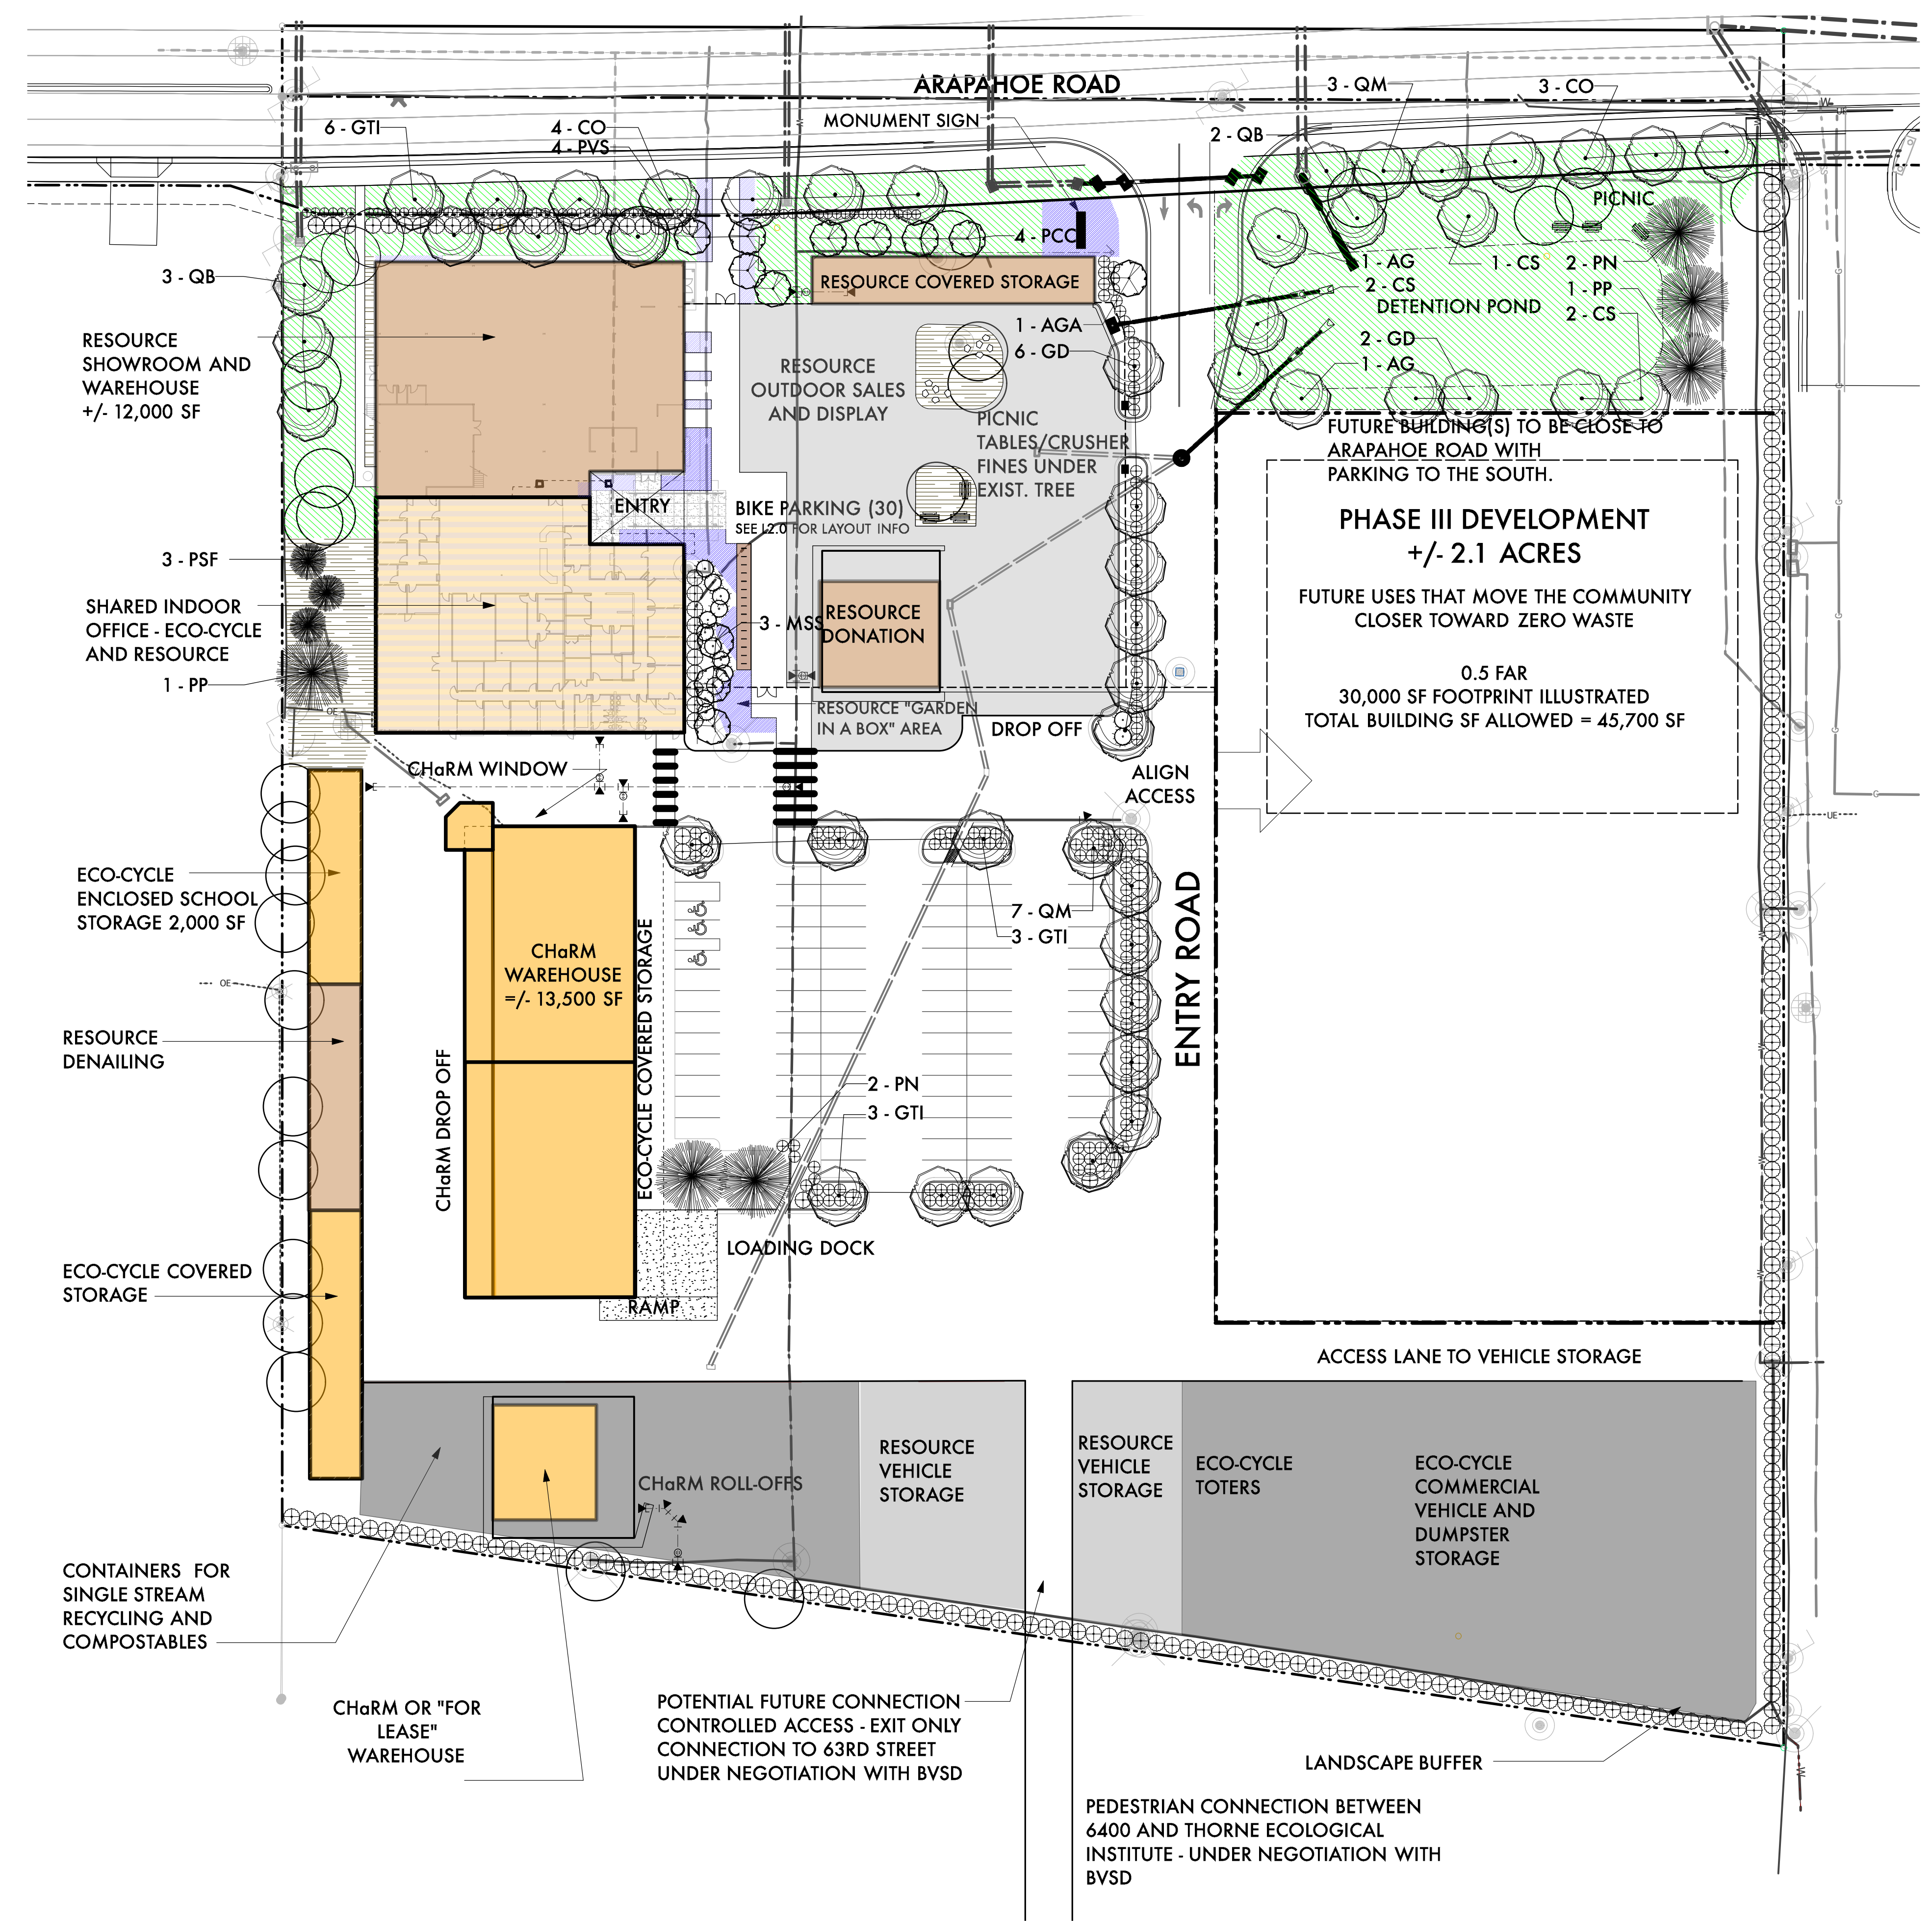 ARAPAHOE ROAD
3 - QM
3 - CO
6 - GTI
4 - CO
4 - PVS
MONUMENT SIGN
2 - QB
PICNIC
4 - PCC
3 - QB
RESOURCE COVERED STORAGE
1 - AG
2 - CS
1 - CS
2 - PN
1 - PP
2 - CS
DETENTION POND
2 - GD
1 - AG
1 - AGA
6 - GD
RESOURCE
SHOWROOM AND
WAREHOUSE
+/- 12,000 SF
RESOURCE
OUTDOOR SALES
AND DISPLAY
PICNIC
TABLES/CRUSHER
FINES UNDER
EXIST. TREE
FUTURE BUILDING(S) TO BE CLOSE TO
ARAPAHOE ROAD WITH
PARKING TO THE SOUTH.
PHASE III DEVELOPMENT
+/- 2.1 ACRES
FUTURE USES THAT MOVE THE COMMUNITY
CLOSER TOWARD ZERO WASTE
0.5 FAR
30,000 SF FOOTPRINT ILLUSTRATED
TOTAL BUILDING SF ALLOWED = 45,700 SF
ENTRY
BIKE PARKING (30)
SEE L2.0 FOR LAYOUT INFO
3 - PSF
SHARED INDOOR
OFFICE - ECO-CYCLE
AND RESOURCE
1 - PP
3 - MSS
RESOURCE
DONATION
RESOURCE "GARDEN
IN A BOX" AREA
DROP OFF
OE
CHaRM WINDOW
ALIGN
ACCESS
G
UE
ECO-CYCLE
ENCLOSED SCHOOL
STORAGE 2,000 SF
CHaRM
WAREHOUSE
=/- 13,500 SF
ECO-CYCLE COVERED STORAGE
7 - QM
3 - GTI
ENTRY ROAD
OE
RESOURCE
DENAILING
CHaRM DROP OFF
2 - PN
3 - GTI
LOADING DOCK
RAMP
ECO-CYCLE COVERED
STORAGE
ACCESS LANE TO VEHICLE STORAGE
CHaRM ROLL-OFFS
RESOURCE
VEHICLE
STORAGE
RESOURCE
VEHICLE
STORAGE
ECO-CYCLE
TOTERS
ECO-CYCLE
COMMERCIAL
VEHICLE AND
DUMPSTER
STORAGE
CONTAINERS FOR
SINGLE STREAM
RECYCLING AND
COMPOSTABLES
CHaRM OR "FOR
LEASE"
WAREHOUSE
POTENTIAL FUTURE CONNECTION
CONTROLLED ACCESS - EXIT ONLY
CONNECTION TO 63RD STREET
UNDER NEGOTIATION WITH BVSD
LANDSCAPE BUFFER
PEDESTRIAN CONNECTION BETWEEN
6400 AND THORNE ECOLOGICAL
INSTITUTE - UNDER NEGOTIATION WITH
BVSD